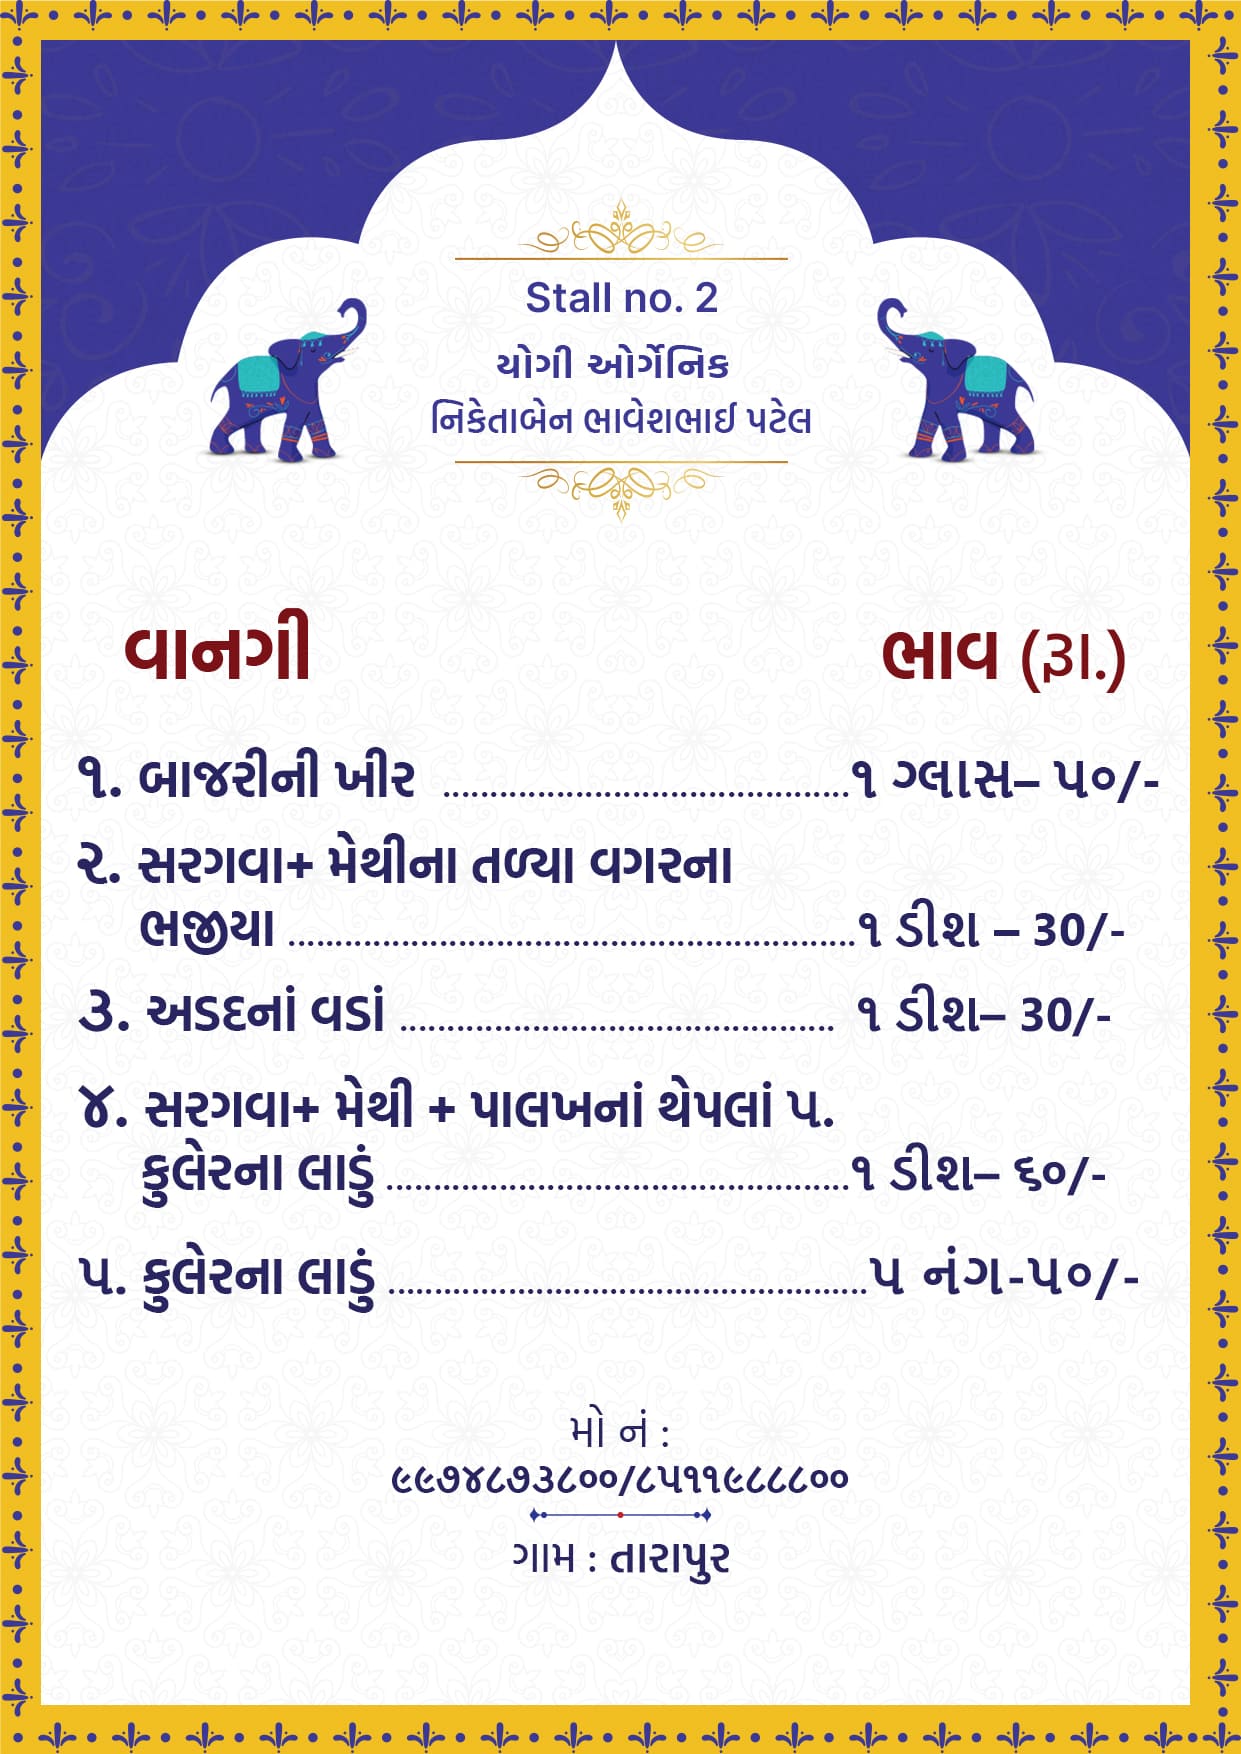 Stall no. 2
યોગી ઓર્ગેનિક
નિકેતાબેન ભાવેશભાઈ પટેલ
વાનગી ભાવ (રૂા.)
૧. બાજરીની ખીર ...........................................૧ ગ્લાસ– ૫૦/-
૨. સરગવા+ મેથીના તળ્યા વગરના
ભજીયા ............................................................૧ ડીશ – 30/-
૩. અડદનાં વડાં .............................................. ૧ ડીશ– 30/-
૪. સરગવા+ મેથી + પાલખનાં થેપલાં ૫.
કુલેરના લાડું .................................................૧ ડીશ– ૬૦/-
૫. કુલેરના લાડું ...................................................૫ નંગ-૫૦/-
મો નં :
૯૯૭૪૮૭૩૮૦૦/૮૫૧૧૯૮૮૮૦૦
ગામ : તારાપુર